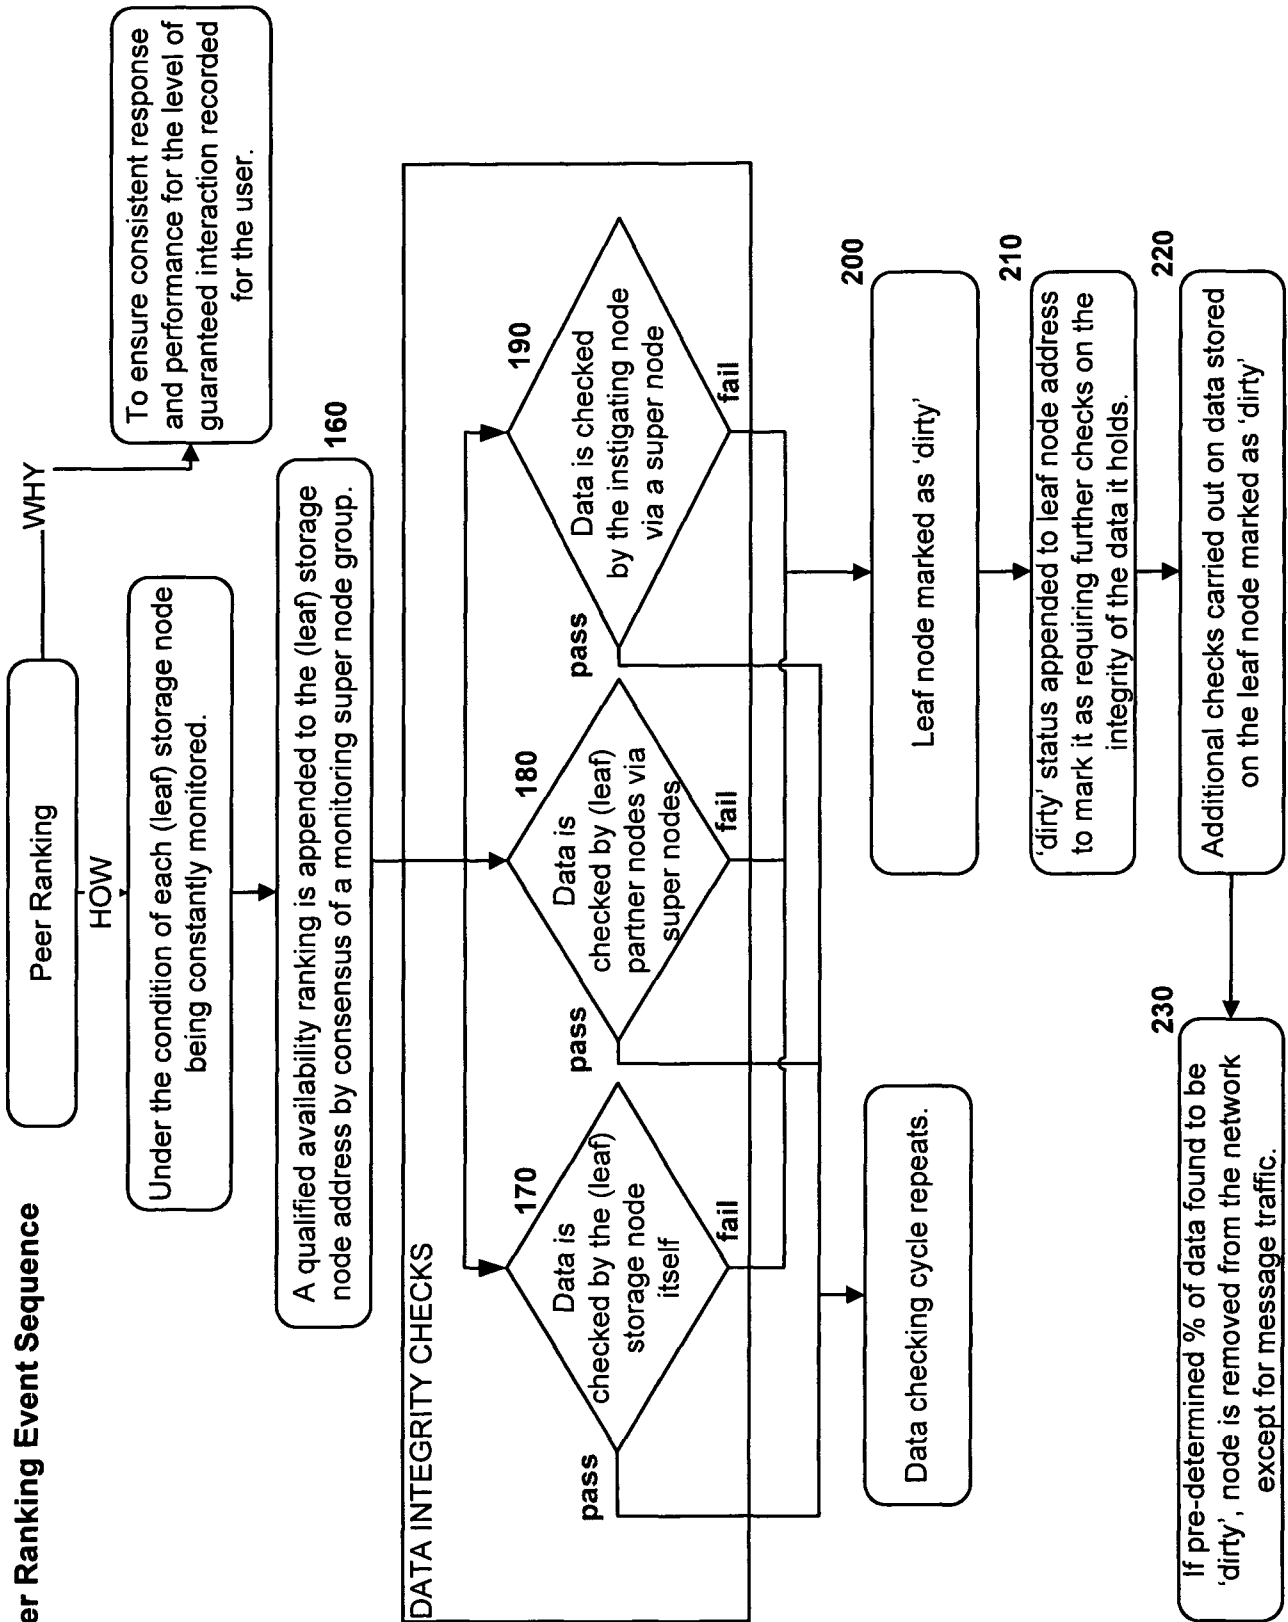 er Ranking Event Sequence
Peer Ranking
HOW
WHY
To ensure consistent response
and performance for the level of
guaranteed interaction recorded
for the user.
Under the condition of each (leaf) storage node
being constantly monitored.
160
A qualified availability ranking is appended to the (leaf) storage
node address by consensus of a monitoring super node group.
DATA INTEGRITY CHECKS
170
Data is
checked by the (leaf)
storage node
itself
pass
fail
180
Data is
checked by (leaf)
partner nodes via
super nodes
pass
fail
190
Data is checked
by the instigating node
via a super node
pass
fail
Data checking cycle repeats.
200
Leaf node marked as ‘dirty’
210
‘dirty’ status appended to leaf node address
to mark it as requiring further checks on the
integrity of the data it holds.
220
Additional checks carried out on data stored
on the leaf node marked as ‘dirty’
230
If pre-determined % of data found to be
‘dirty’, node is removed from the network
except for message traffic.